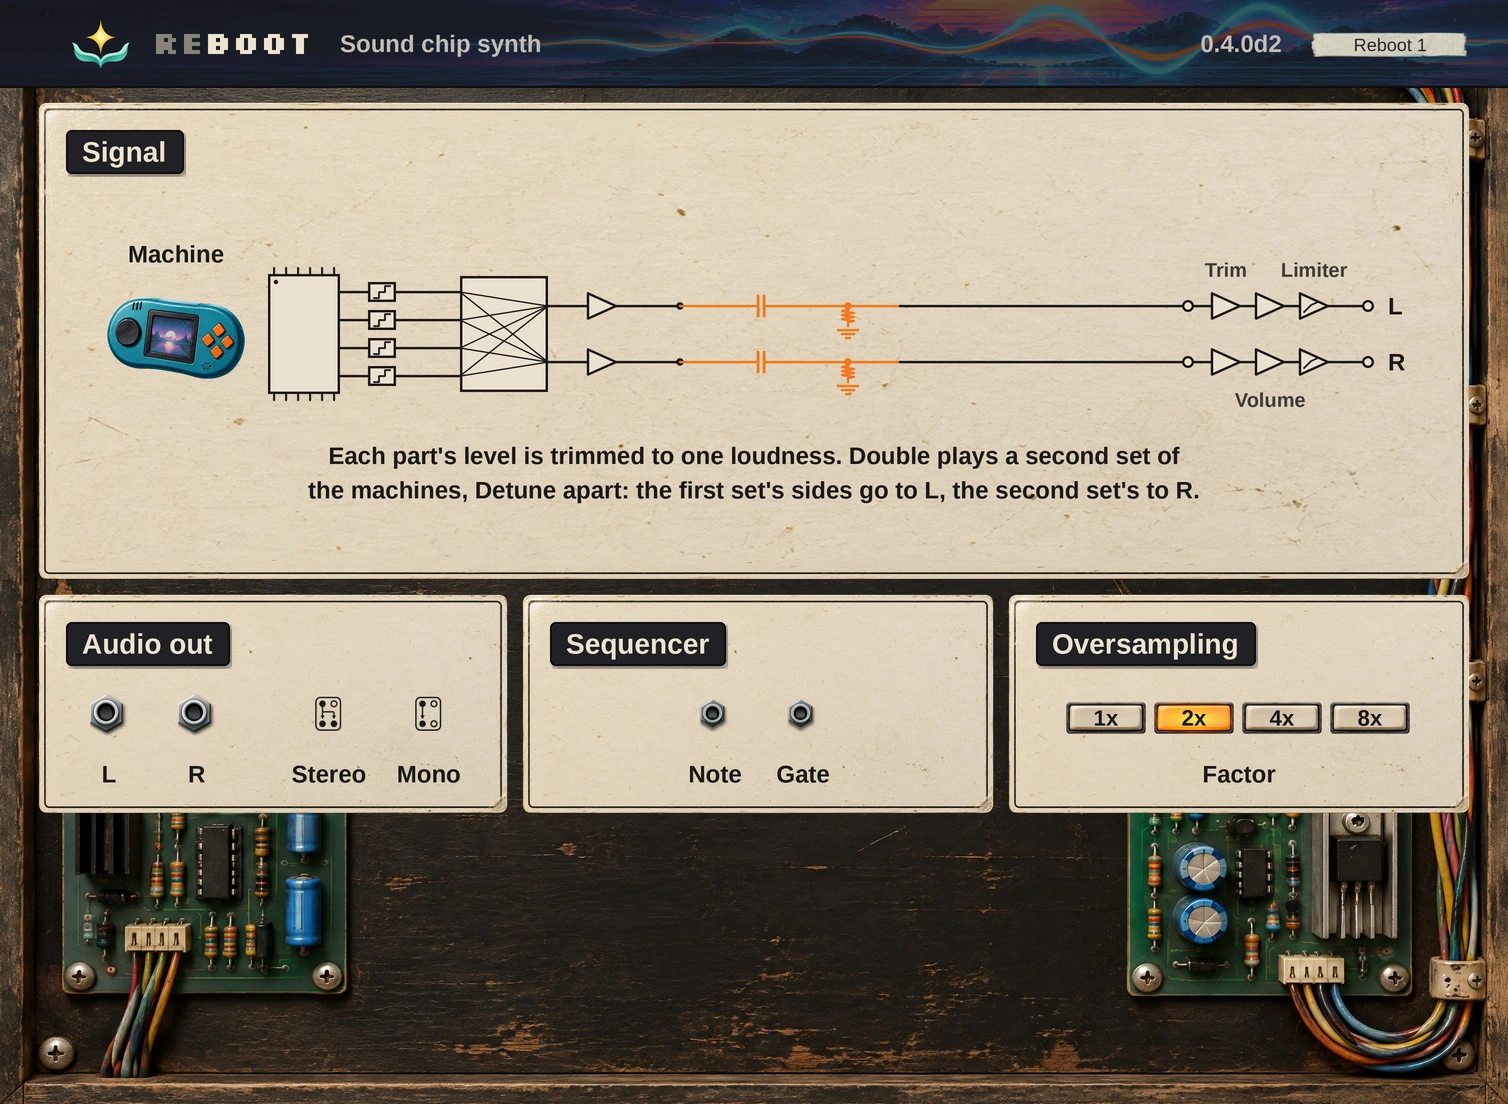 REBOOT Sound chip synth 0.4.0d2 Reboot 1
Signal
Machine
Trim Limiter
L
R
Volume
Each part's level is trimmed to one loudness. Double plays a second set of
the machines, Detune apart: the first set's sides go to L, the second set's to R.
Audio out
L R Stereo Mono
Sequencer
Note Gate
Oversampling
1x 2x 4x 8x
Factor